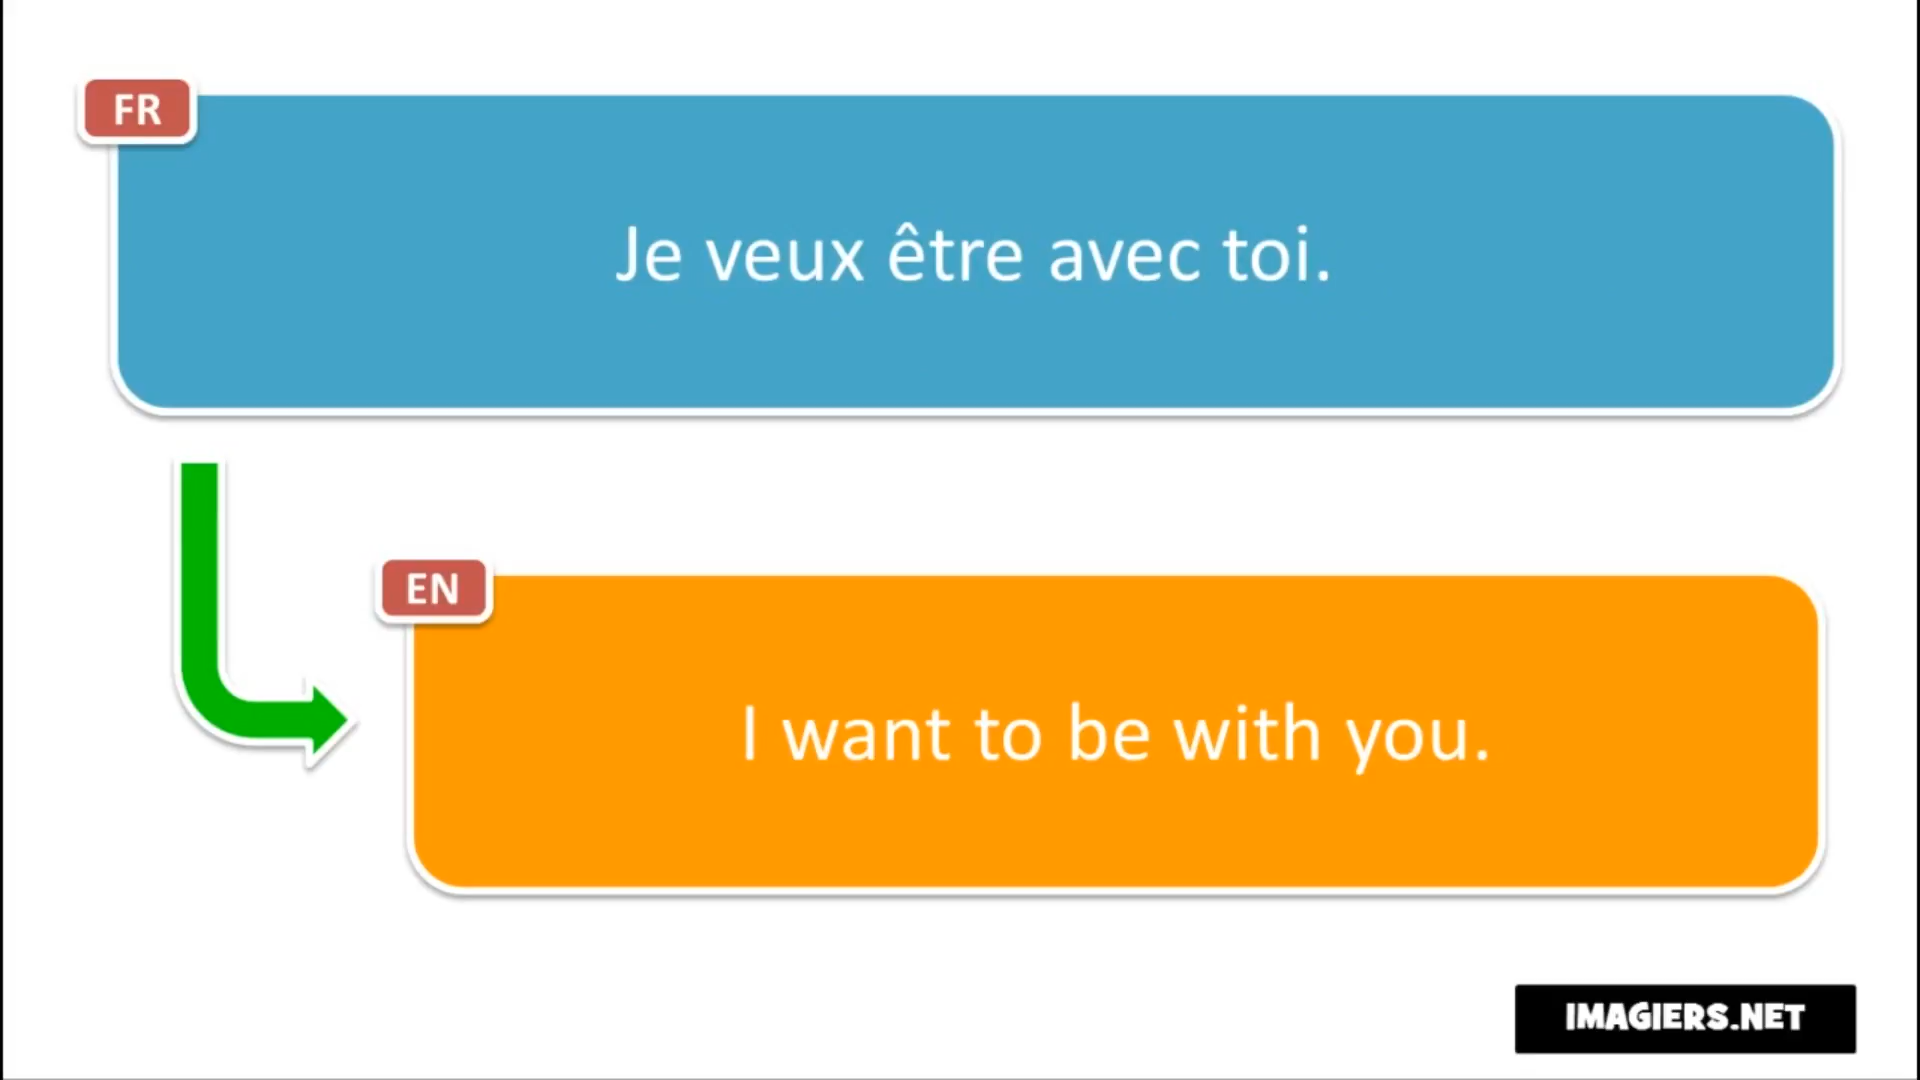 FR
Je veux être avec toi.
EN
I want to be with you.
IMAGIERS.NET